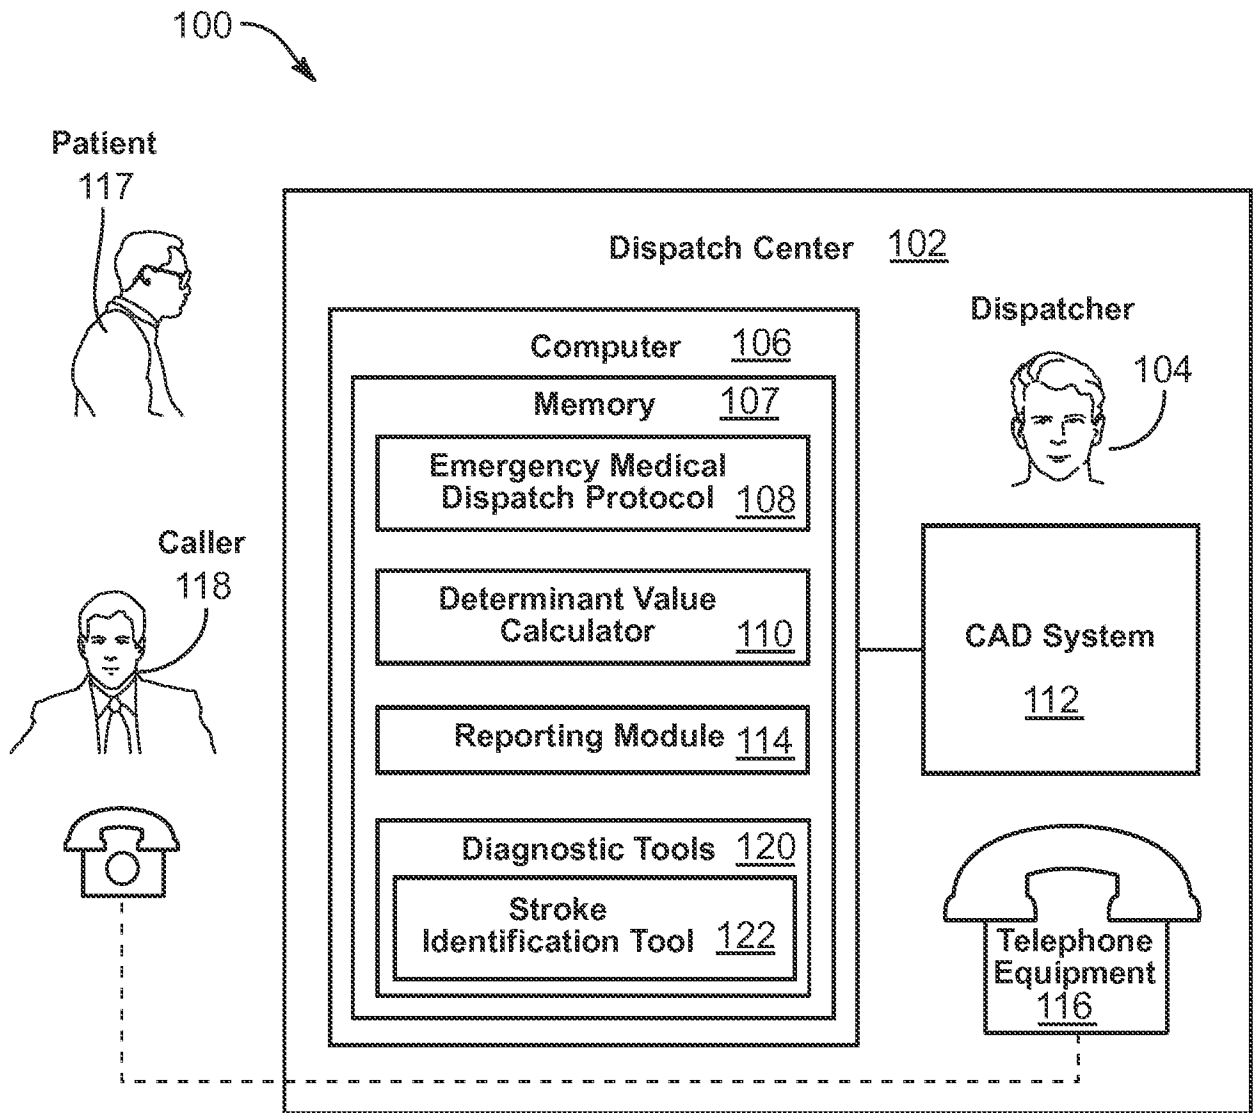 100
Patient
117
Dispatch Center 102
Dispatcher
104
Computer 106
Memory 107
Emergency Medical
Dispatch Protocol 108
Caller
118
Determinant Value
Calculator 110
CAD System
112
Reporting Module 114
Diagnostic Tools 120
Stroke
Identification Tool 122
Telephone
Equipment
116